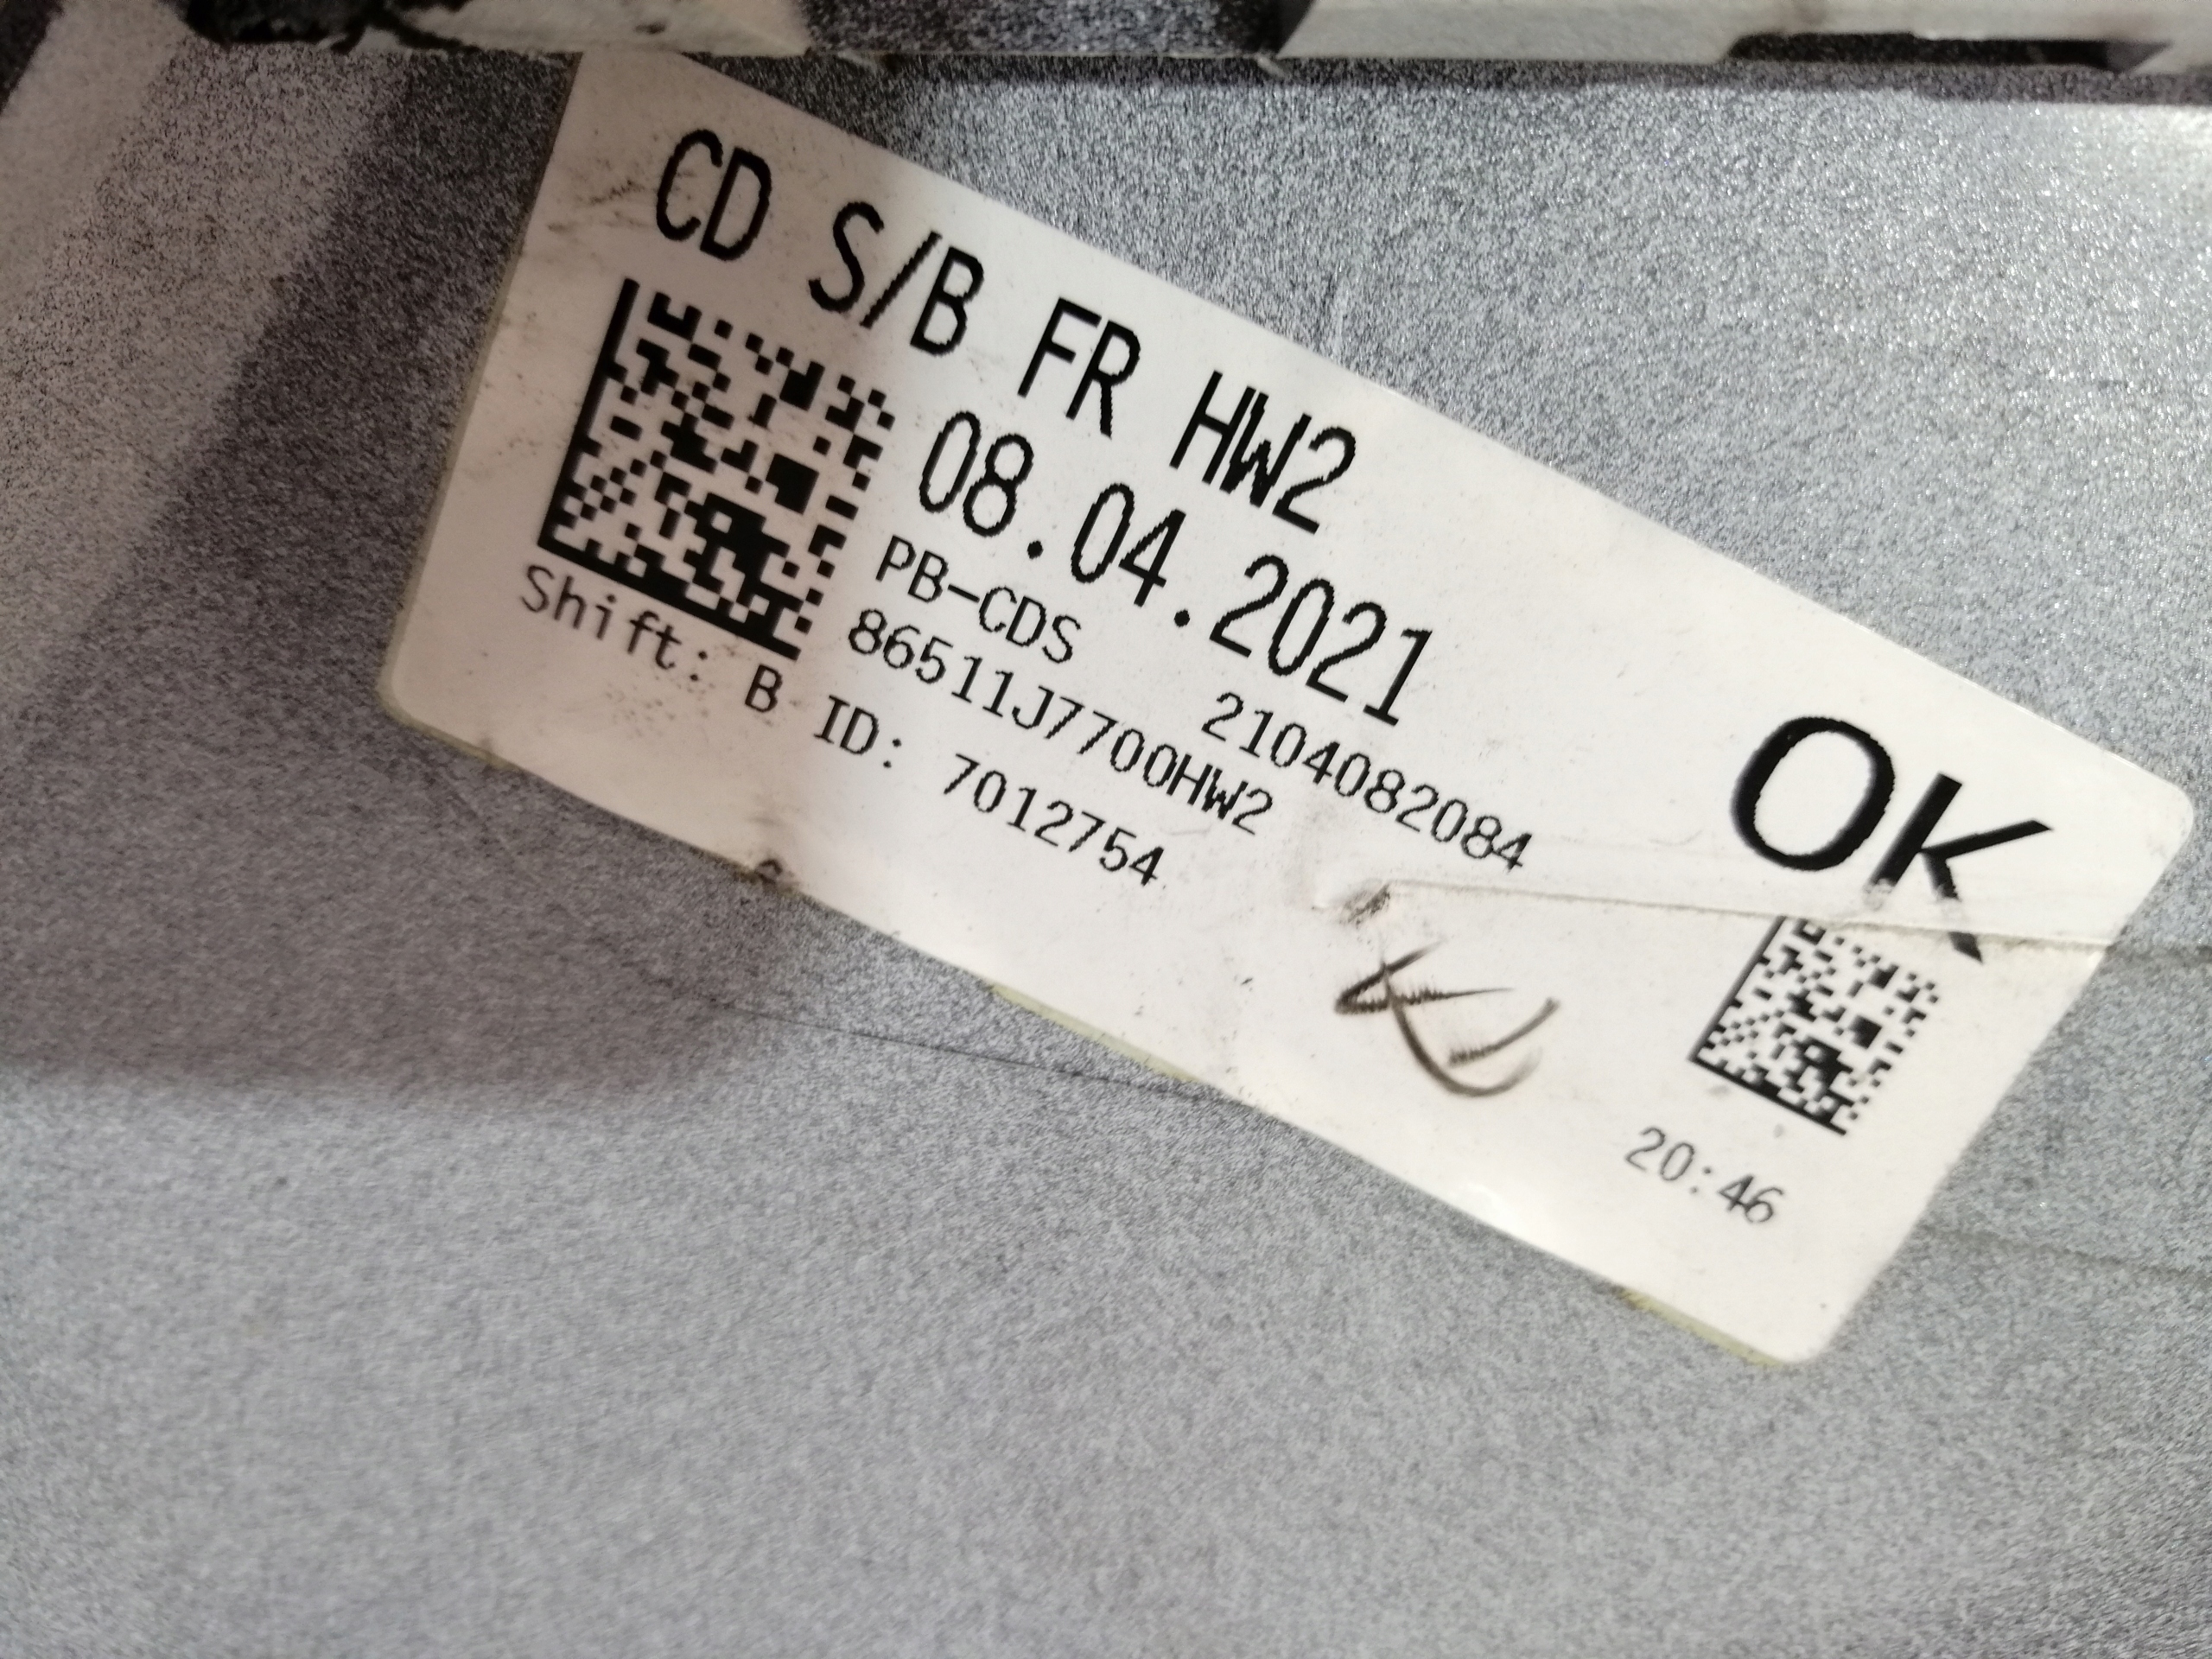 CD S/B FR HW2
08.04.2021
PB-CDS 2104082084
86511J7700HW2
Shift: B ID: 7012754
OK
20:46